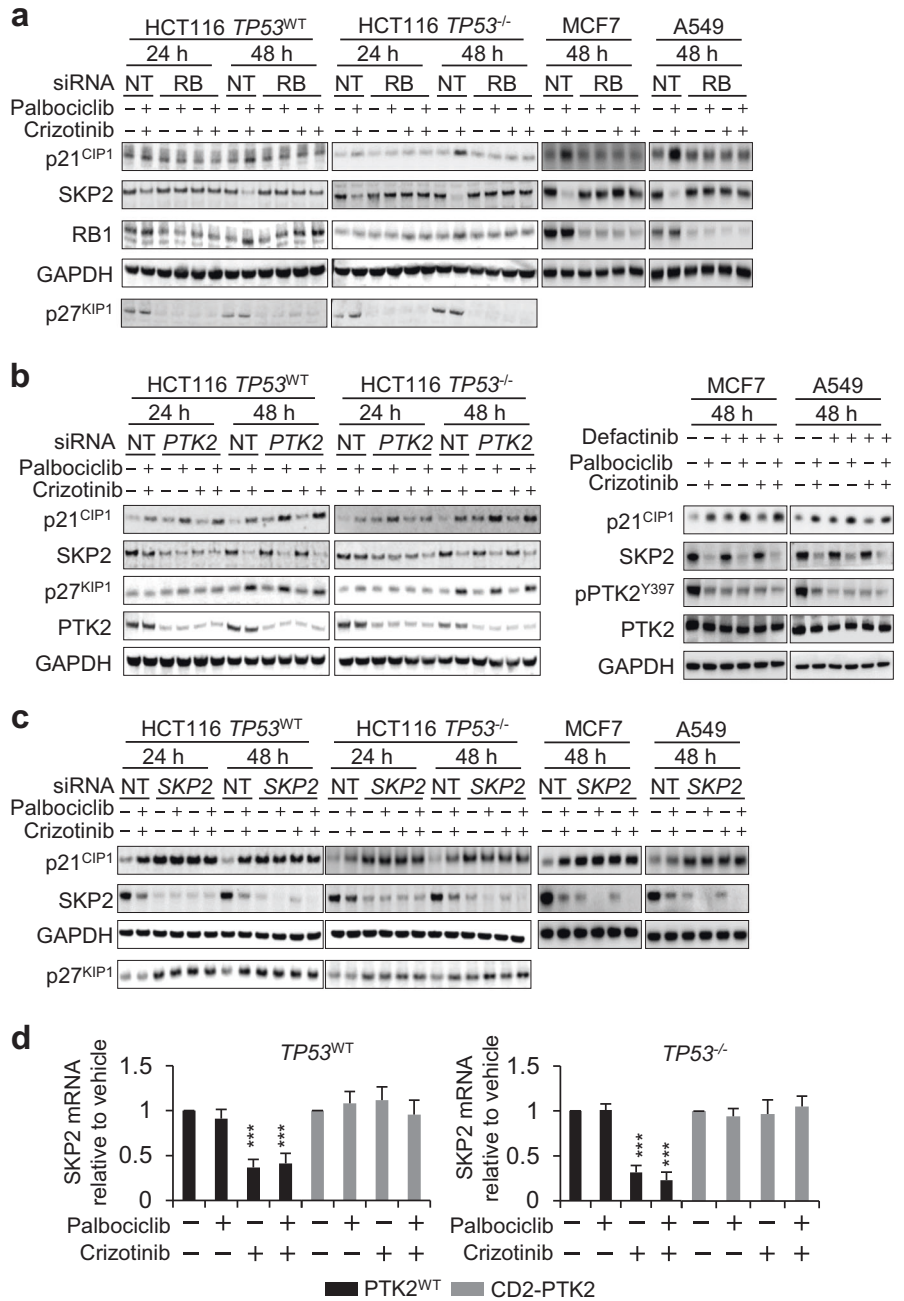 a
HCT116 TP53WT HCT116 TP53-/- MCF7 A549
24 h 48 h 24 h 48 h 48 h 48 h
siRNA NT RB NT RB NT RB NT RB NT RB NT RB
Palbociclib – + – + – + – + – + – + – + – + – + – + – + – + – + – + – + – + – + – +
Crizotinib – + – – + + – + – – + + – + – – + + – + – – + + – + – – + + – + – – + +
p21CIP1
SKP2
RB1
GAPDH
p27KIP1
b
HCT116 TP53WT HCT116 TP53-/- MCF7 A549
24 h 48 h 24 h 48 h 48 h 48 h
siRNA NT PTK2 NT PTK2 NT PTK2 NT PTK2
Palbociclib – + – + – + – + – + – + – + – + – + – + – + – +
Crizotinib – + – – + + – + – – + + – + – – + + – + – – + +
p21CIP1
SKP2
p27KIP1
PTK2
GAPDH
Defactinib – – + + + + – – + + + +
Palbociclib – + – + – + – + – + – +
Crizotinib – + – – + + – + – – + +
p21CIP1
SKP2
pPTK2Y397
PTK2
GAPDH
c
HCT116 TP53WT HCT116 TP53-/- MCF7 A549
24 h 48 h 24 h 48 h 48 h 48 h
siRNA NT SKP2 NT SKP2 NT SKP2 NT SKP2 NT SKP2 NT SKP2
Palbociclib – + – + – + – + – + – + – + – + – + – + – + – + – + – + – + – + – + – +
Crizotinib – + – – + + – + – – + + – + – – + + – + – – + + – + – – + + – + – – + +
p21CIP1
SKP2
GAPDH
p27KIP1
d
TP53WT
SKP2 mRNA
relative to vehicle
1.5
1
0.5
0
*** ***
Palbociclib – + – + – + – +
Crizotinib – – + + – – + +
TP53-/-
SKP2 mRNA
relative to vehicle
1.5
1
0.5
0
*** ***
Palbociclib – + – + – + – +
Crizotinib – – + + – – + +
PTK2WT CD2-PTK2